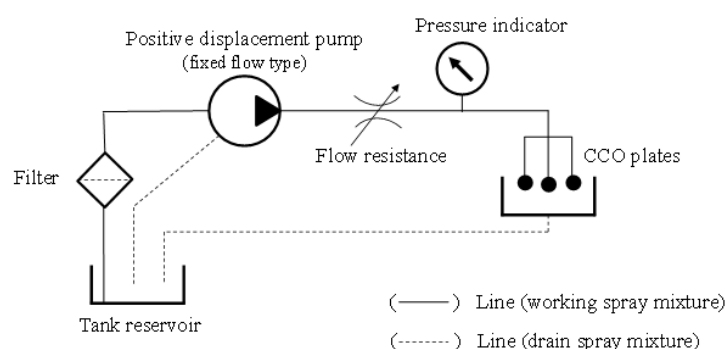 Pressure indicator
Positive displacement pump
(fixed flow type)
Flow resistance
CCO plates
Filter
Tank reservoir
(———) Line (working spray mixture)
(--------) Line (drain spray mixture)